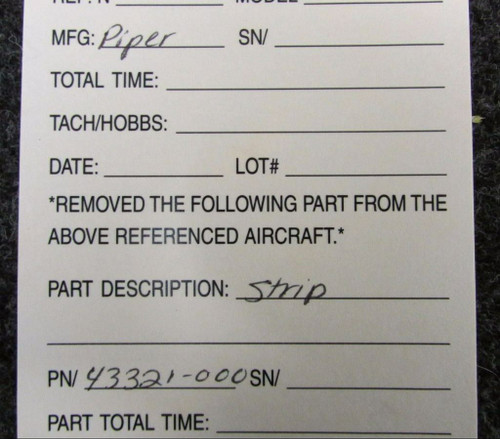 MFG: Piper SN/
TOTAL TIME:
TACH/HOBBS:
DATE: LOT#
*REMOVED THE FOLLOWING PART FROM THE
ABOVE REFERENCED AIRCRAFT.*
PART DESCRIPTION: Strip
PN/ 43321-000 SN/
PART TOTAL TIME: